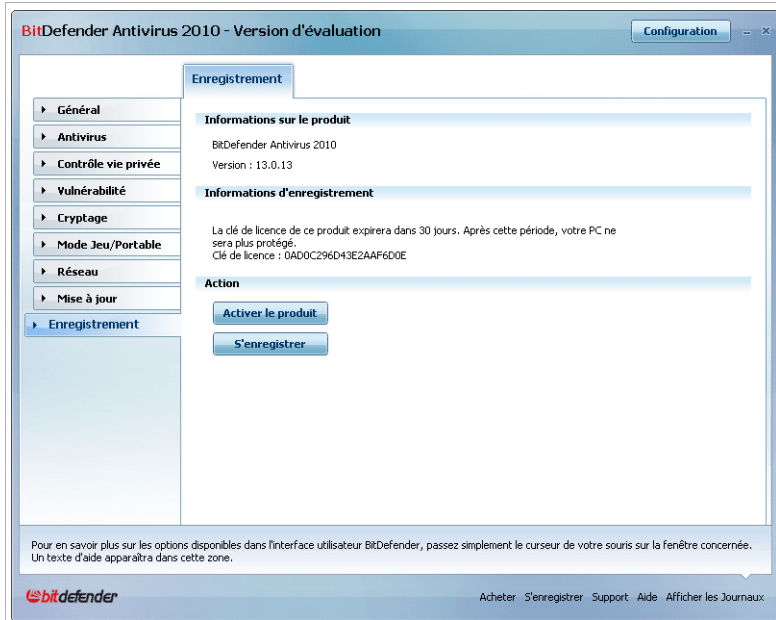 BitDefender Antivirus 2010 - Version d'évaluation
Configuration
Enregistrement
Général
Antivirus
Contrôle vie privée
Vulnérabilité
Cryptage
Mode Jeu/Portable
Réseau
Mise à jour
Enregistrement
Informations sur le produit
BitDefender Antivirus 2010
Version : 13.0.13
Informations d'enregistrement
La clé de licence de ce produit expirera dans 30 jours. Après cette période, votre PC ne
sera plus protégé.
Clé de licence : 0AD0C296D43E2AAF6D0E
Action
Activer le produit
S'enregistrer
Pour en savoir plus sur les options disponibles dans l'interface utilisateur BitDefender, passez simplement le curseur de votre souris sur la fenêtre concernée.
Un texte d'aide apparaîtra dans cette zone.
bitdefender
Acheter S'enregistrer Support Aide Afficher les Journaux